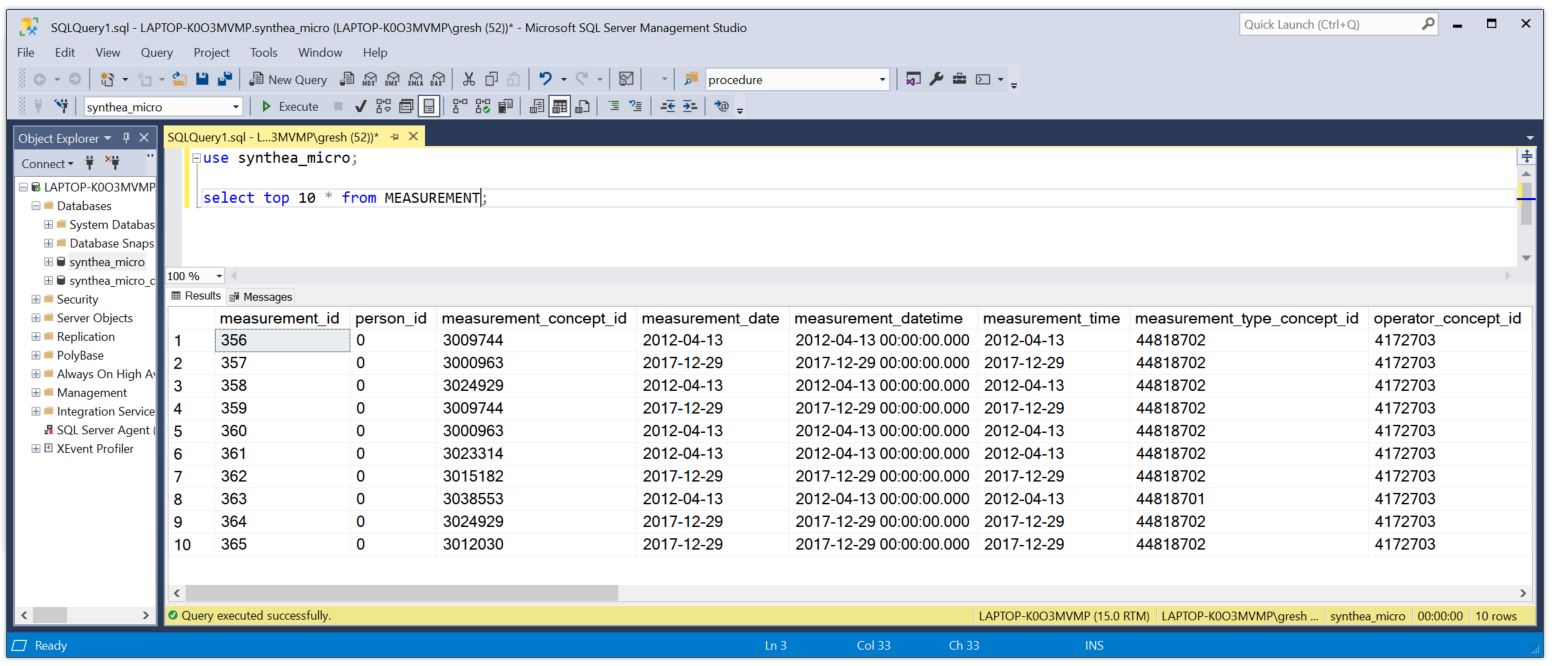 SQLQuery1.sql - LAPTOP-K0O3MVMP.synthea_micro (LAPTOP-K0O3MVMP\gresh (52))* - Microsoft SQL Server Management Studio
Quick Launch (Ctrl+Q)
File Edit View Query Project Tools Window Help
New Query MDX DMX XMLA DAX procedure
synthea_micro Execute
Object Explorer
SQLQuery1.sql - L...3MVMP\gresh (52))*
Connect
use synthea_micro;
select top 10 * from MEASUREMENT;
LAPTOP-K0O3MVMP
Databases
System Databas
Database Snaps
synthea_micro
synthea_micro_c
Security
Server Objects
Replication
PolyBase
Always On High Av
Management
Integration Service
SQL Server Agent (
XEvent Profiler
100 %
Results Messages
measurement_id person_id measurement_concept_id measurement_date measurement_datetime measurement_time measurement_type_concept_id operator_concept_id
1 356 0 3009744 2012-04-13 2012-04-13 00:00:00.000 2012-04-13 44818702 4172703
2 357 0 3000963 2017-12-29 2017-12-29 00:00:00.000 2017-12-29 44818702 4172703
3 358 0 3024929 2012-04-13 2012-04-13 00:00:00.000 2012-04-13 44818702 4172703
4 359 0 3009744 2017-12-29 2017-12-29 00:00:00.000 2017-12-29 44818702 4172703
5 360 0 3000963 2012-04-13 2012-04-13 00:00:00.000 2012-04-13 44818702 4172703
6 361 0 3023314 2012-04-13 2012-04-13 00:00:00.000 2012-04-13 44818702 4172703
7 362 0 3015182 2017-12-29 2017-12-29 00:00:00.000 2017-12-29 44818702 4172703
8 363 0 3038553 2012-04-13 2012-04-13 00:00:00.000 2012-04-13 44818701 4172703
9 364 0 3024929 2017-12-29 2017-12-29 00:00:00.000 2017-12-29 44818702 4172703
10 365 0 3012030 2017-12-29 2017-12-29 00:00:00.000 2017-12-29 44818702 4172703
Query executed successfully. LAPTOP-K0O3MVMP (15.0 RTM) LAPTOP-K0O3MVMP\gresh ... synthea_micro 00:00:00 10 rows
Ready Ln 3 Col 33 Ch 33 INS